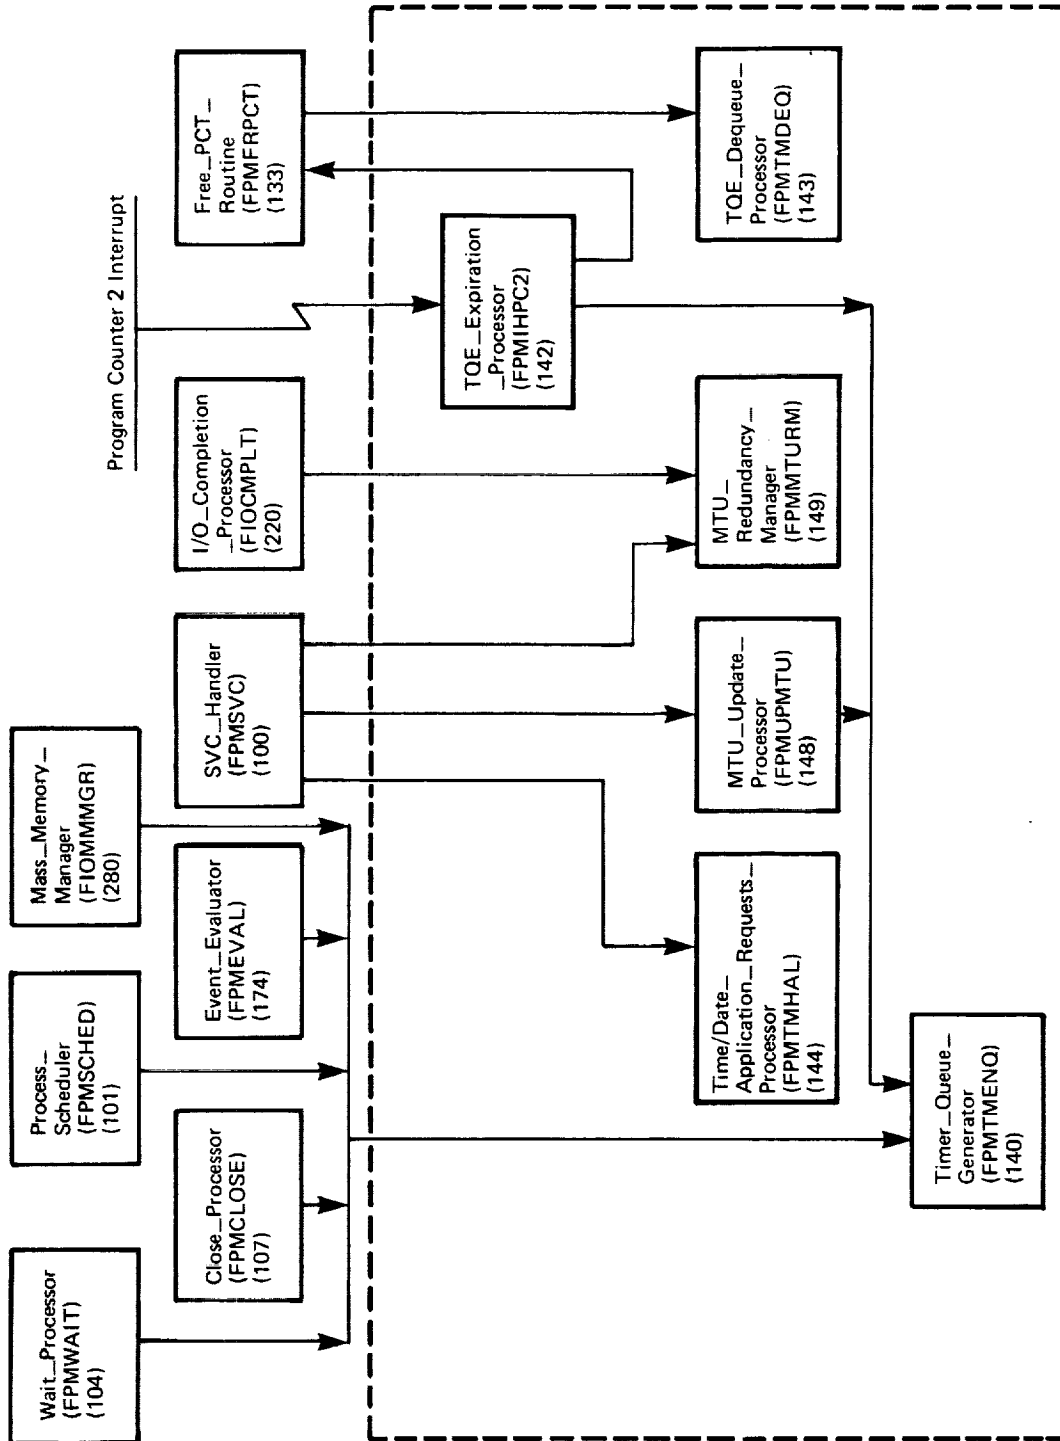 Wait_Processor
(FPMWAIT)
(104)
Process_
Scheduler
(FPMSCHED)
(101)
Mass_Memory_
Manager
(FIOMMMGR)
(280)
Program Counter 2 Interrupt
Close_Processor
(FPMCLOSE)
(107)
Event_Evaluator
(FPMEVAL)
(174)
SVC_Handler
(FPMSVC)
(100)
I/O_Completion
_Processor
(FIOCMPLT)
(220)
Free_PCT_
Routine
(FPMFRPCT)
(133)
TQE_Expiration
_Processor
(FPMIHPC2)
(142)
Time/Date_
Application_Requests_
Processor
(FPMTMHAL)
(144)
MTU_Update_
Processor
(FPMUPMTU)
(148)
MTU_
Redundancy_
Manager
(FPMMTURM)
(149)
TQE_Dequeue_
Processor
(FPMTMDEQ)
(143)
Timer_Queue_
Generator
(FPMTMENQ)
(140)